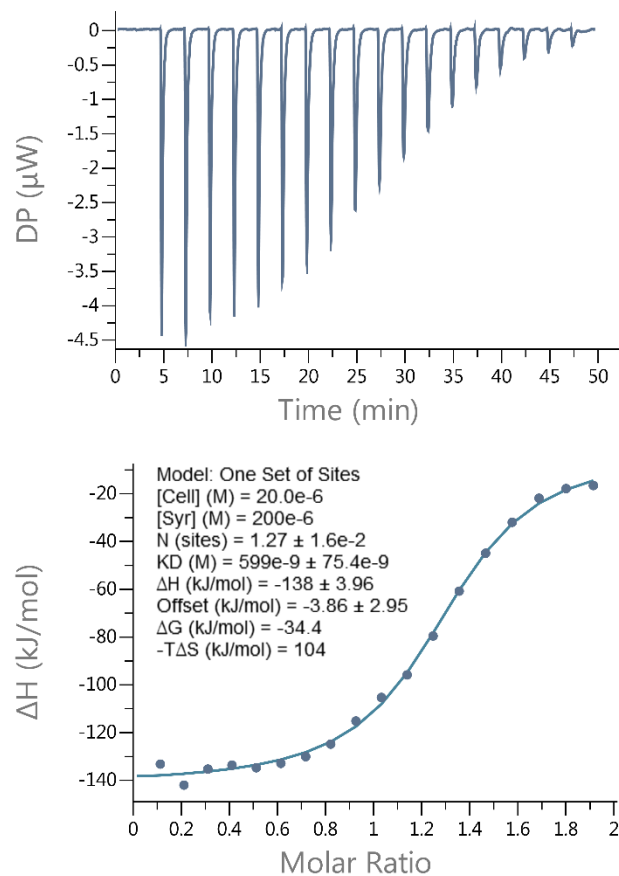 0
-0.5
-1
-1.5
-2
-2.5
-3
-3.5
-4
-4.5
DP (µW)
0 5 10 15 20 25 30 35 40 45 50
Time (min)
Model: One Set of Sites
[Cell] (M) = 20.0e-6
[Syr] (M) = 200e-6
N (sites) = 1.27 ± 1.6e-2
KD (M) = 599e-9 ± 75.4e-9
ΔH (kJ/mol) = -138 ± 3.96
Offset (kJ/mol) = -3.86 ± 2.95
ΔG (kJ/mol) = -34.4
-TΔS (kJ/mol) = 104
-20
-40
-60
-80
-100
-120
-140
ΔH (kJ/mol)
0 0.2 0.4 0.6 0.8 1 1.2 1.4 1.6 1.8 2
Molar Ratio